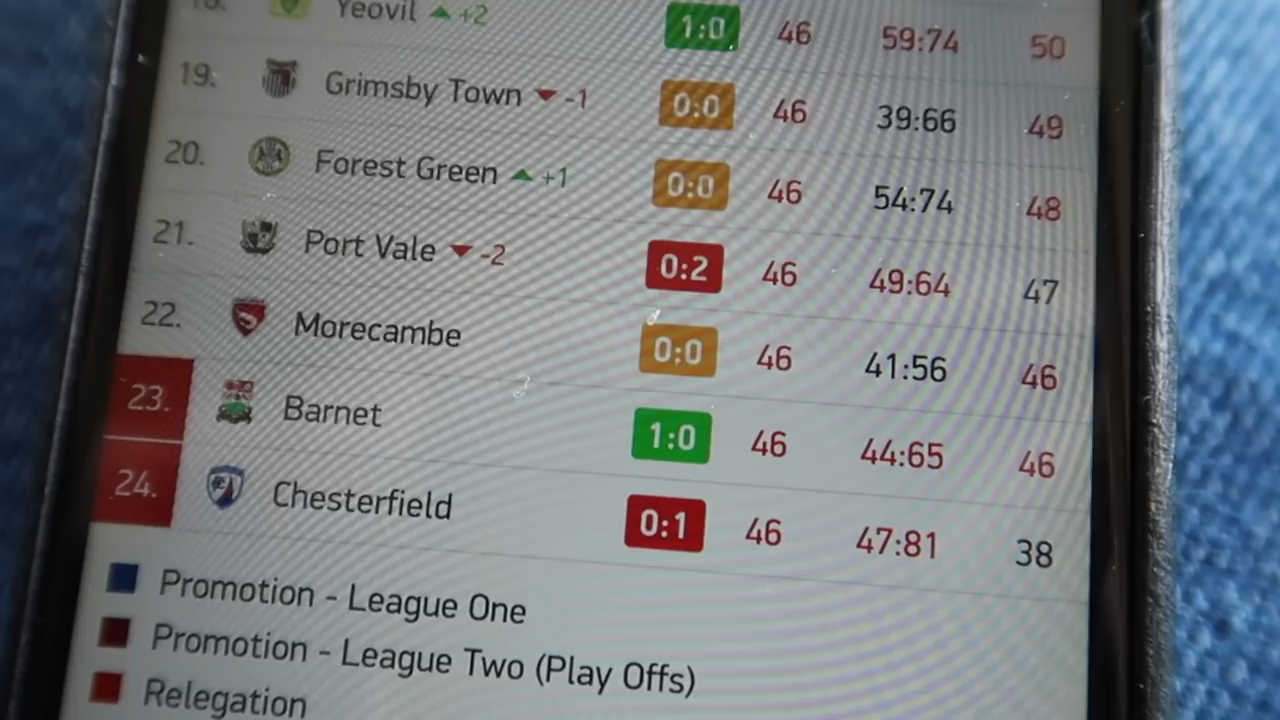 Yeovil +2 1:0 46 59:74 50
19. Grimsby Town -1 0:0 46 39:66 49
20. Forest Green +1 0:0 46 54:74 48
21. Port Vale -2 0:2 46 49:64 47
22. Morecambe 0:0 46 41:56 46
23. Barnet 1:0 46 44:65 46
24. Chesterfield 0:1 46 47:81 38
Promotion - League One
Promotion - League Two (Play Offs)
Relegation